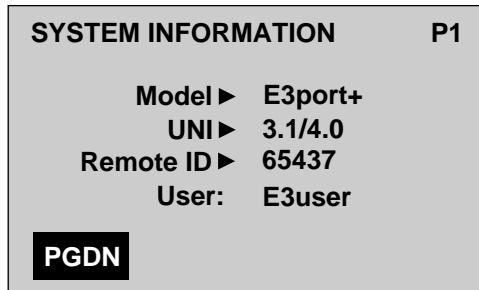 SYSTEM INFORMATION P1
Model► E3port+
UNI► 3.1/4.0
Remote ID► 65437
User: E3user
PGDN